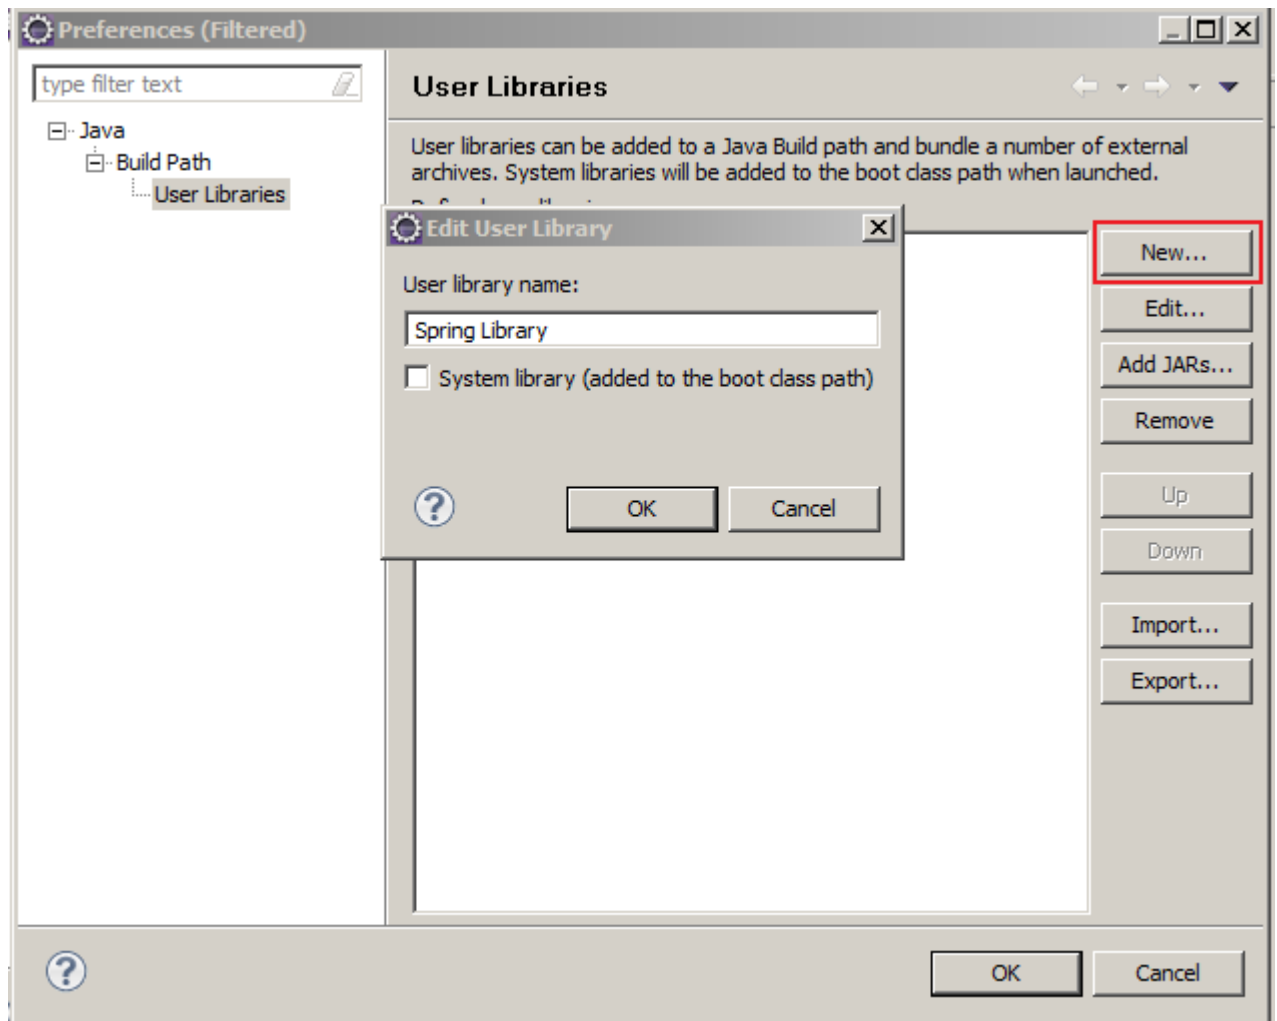 Preferences (Filtered)
type filter text
User Libraries
Java
Build Path
User Libraries
User libraries can be added to a Java Build path and bundle a number of external
archives. System libraries will be added to the boot class path when launched.
Edit User Library
User library name:
Spring Library
System library (added to the boot class path)
OK
Cancel
New...
Edit...
Add JARs...
Remove
Up
Down
Import...
Export...
OK
Cancel